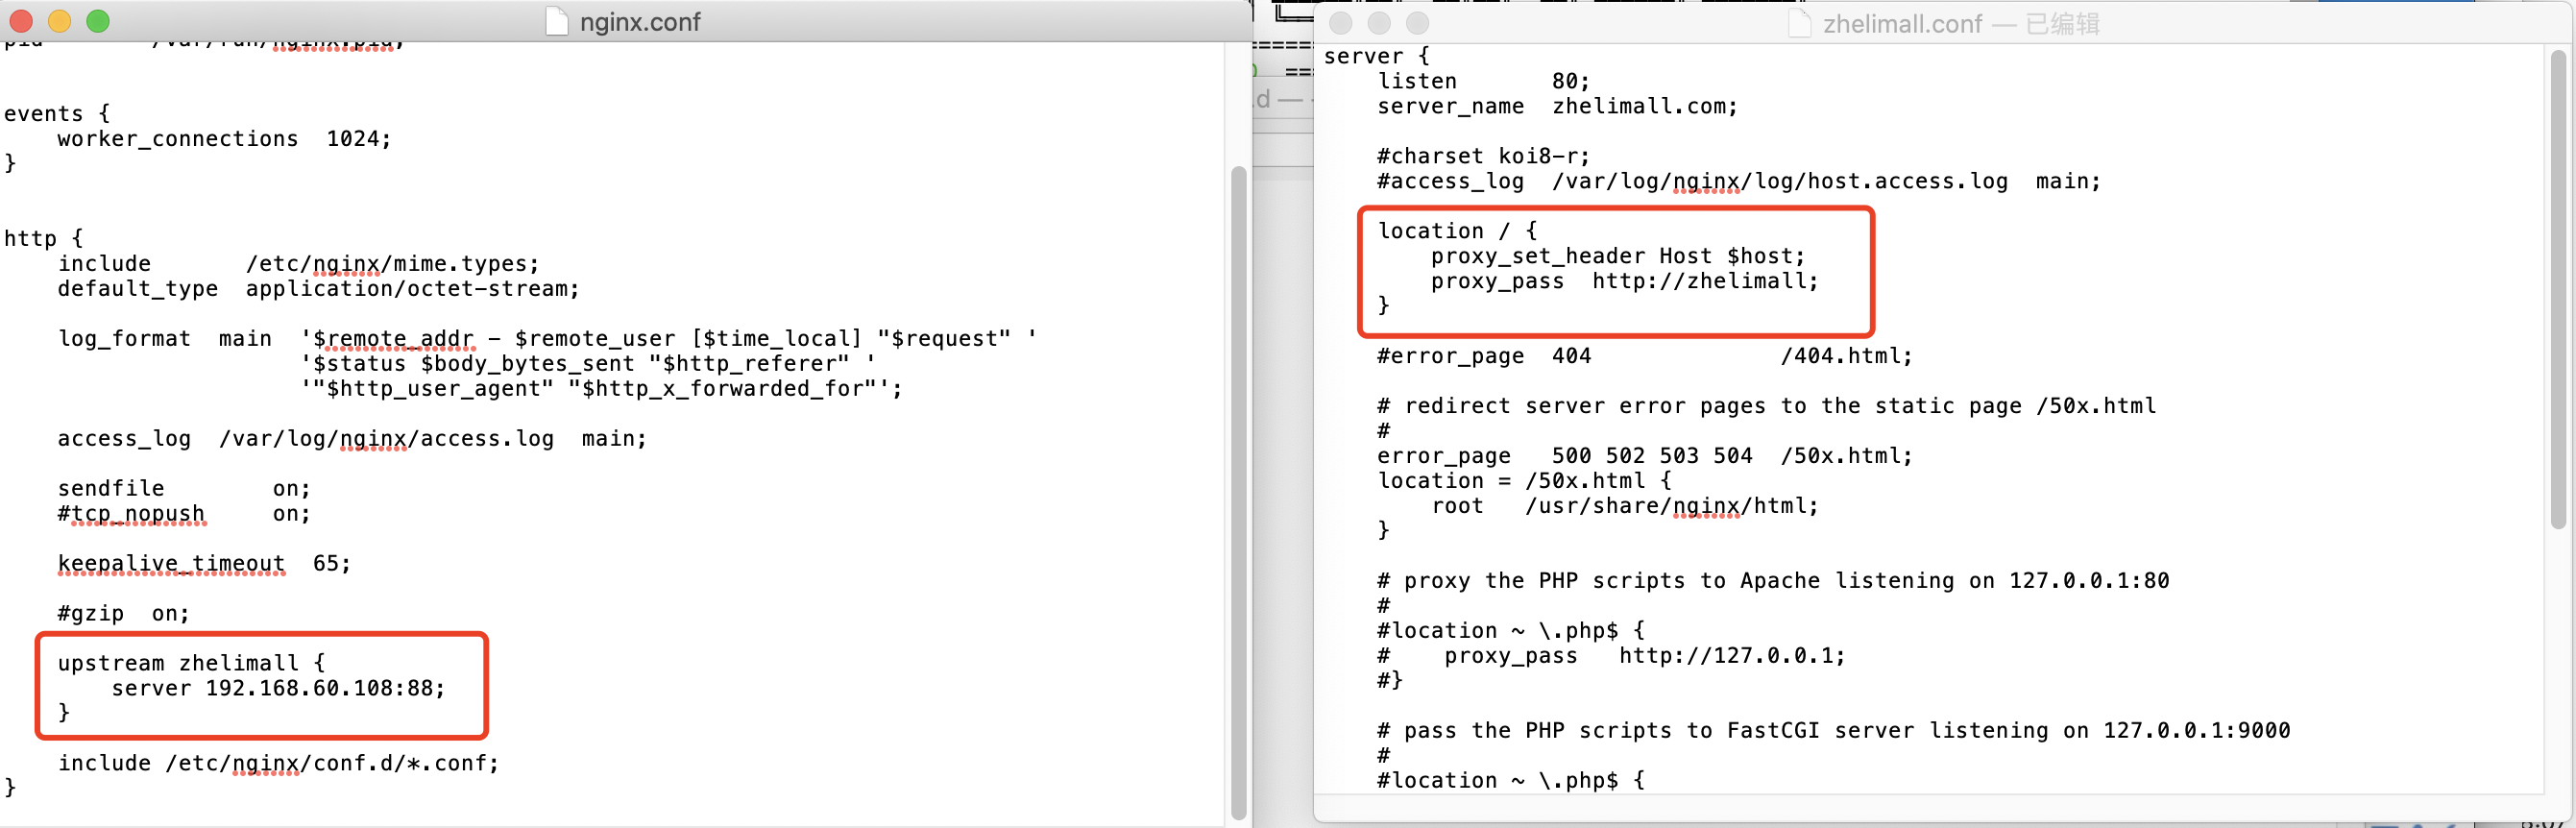 nginx.conf
pid        /var/run/nginx.pid;
events {
    worker_connections  1024;
}
http {
    include       /etc/nginx/mime.types;
    default_type  application/octet-stream;
    log_format  main  '$remote_addr - $remote_user [$time_local] "$request" '
                      '$status $body_bytes_sent "$http_referer" '
                      '"$http_user_agent" "$http_x_forwarded_for"';
    access_log  /var/log/nginx/access.log  main;
    sendfile        on;
    #tcp_nopush     on;
    keepalive_timeout  65;
    #gzip  on;
    upstream zhelimall {
        server 192.168.60.108:88;
    }
    include /etc/nginx/conf.d/*.conf;
}
.d —
zhelimall.conf — 已编辑
server {
    listen       80;
    server_name  zhelimall.com;
    #charset koi8-r;
    #access_log  /var/log/nginx/log/host.access.log  main;
    location / {
        proxy_set_header Host $host;
        proxy_pass  http://zhelimall;
    }
    #error_page  404              /404.html;
    # redirect server error pages to the static page /50x.html
    #
    error_page   500 502 503 504  /50x.html;
    location = /50x.html {
        root   /usr/share/nginx/html;
    }
    # proxy the PHP scripts to Apache listening on 127.0.0.1:80
    #
    #location ~ \.php$ {
    #    proxy_pass   http://127.0.0.1;
    #}
    # pass the PHP scripts to FastCGI server listening on 127.0.0.1:9000
    #
    #location ~ \.php$ {